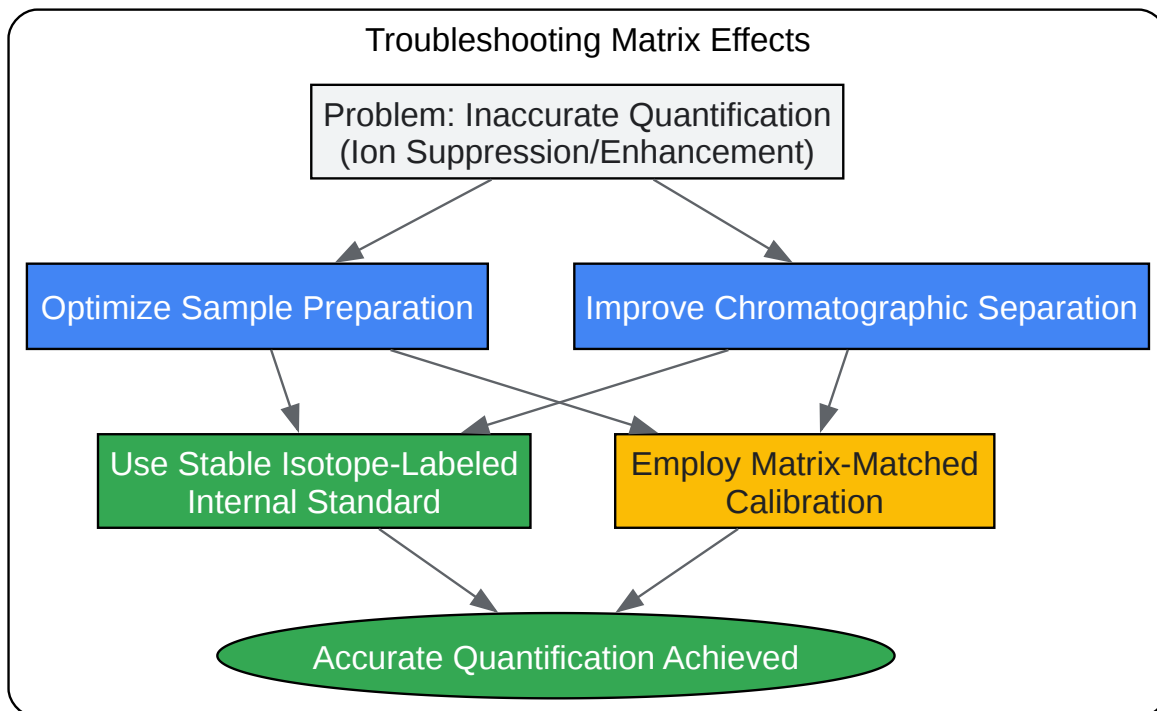 Troubleshooting Matrix Effects
Problem: Inaccurate Quantification
(Ion Suppression/Enhancement)
Optimize Sample Preparation
Improve Chromatographic Separation
Use Stable Isotope-Labeled
Internal Standard
Employ Matrix-Matched
Calibration
Accurate Quantification Achieved